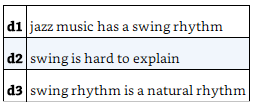 d1 jazz music has a swing rhythm
d2 swing is hard to explain
d3 swing rhythm is a natural rhythm